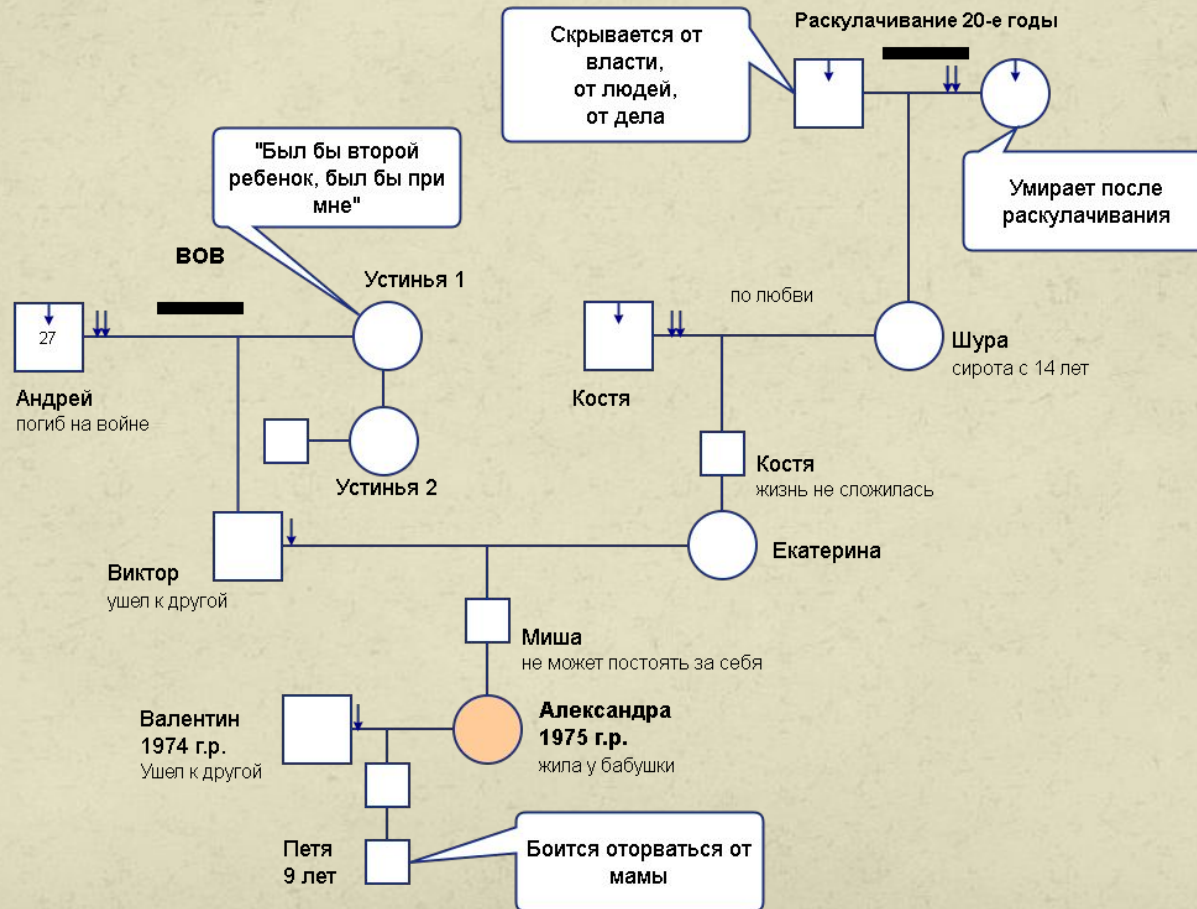 Раскулачивание 20-е годы
Скрывается от
власти,
от людей,
от дела
Умирает после
раскулачивания
"Был бы второй
ребенок, был бы при
мне"
ВОВ
Устинья 1
27
Андрей
погиб на войне
Устинья 2
по любви
Костя
Шура
сирота с 14 лет
Костя
жизнь не сложилась
Виктор
ушел к другой
Екатерина
Миша
не может постоять за себя
Валентин
1974 г.р.
Ушел к другой
Александра
1975 г.р.
жила у бабушки
Петя
9 лет
Боится оторваться от
мамы